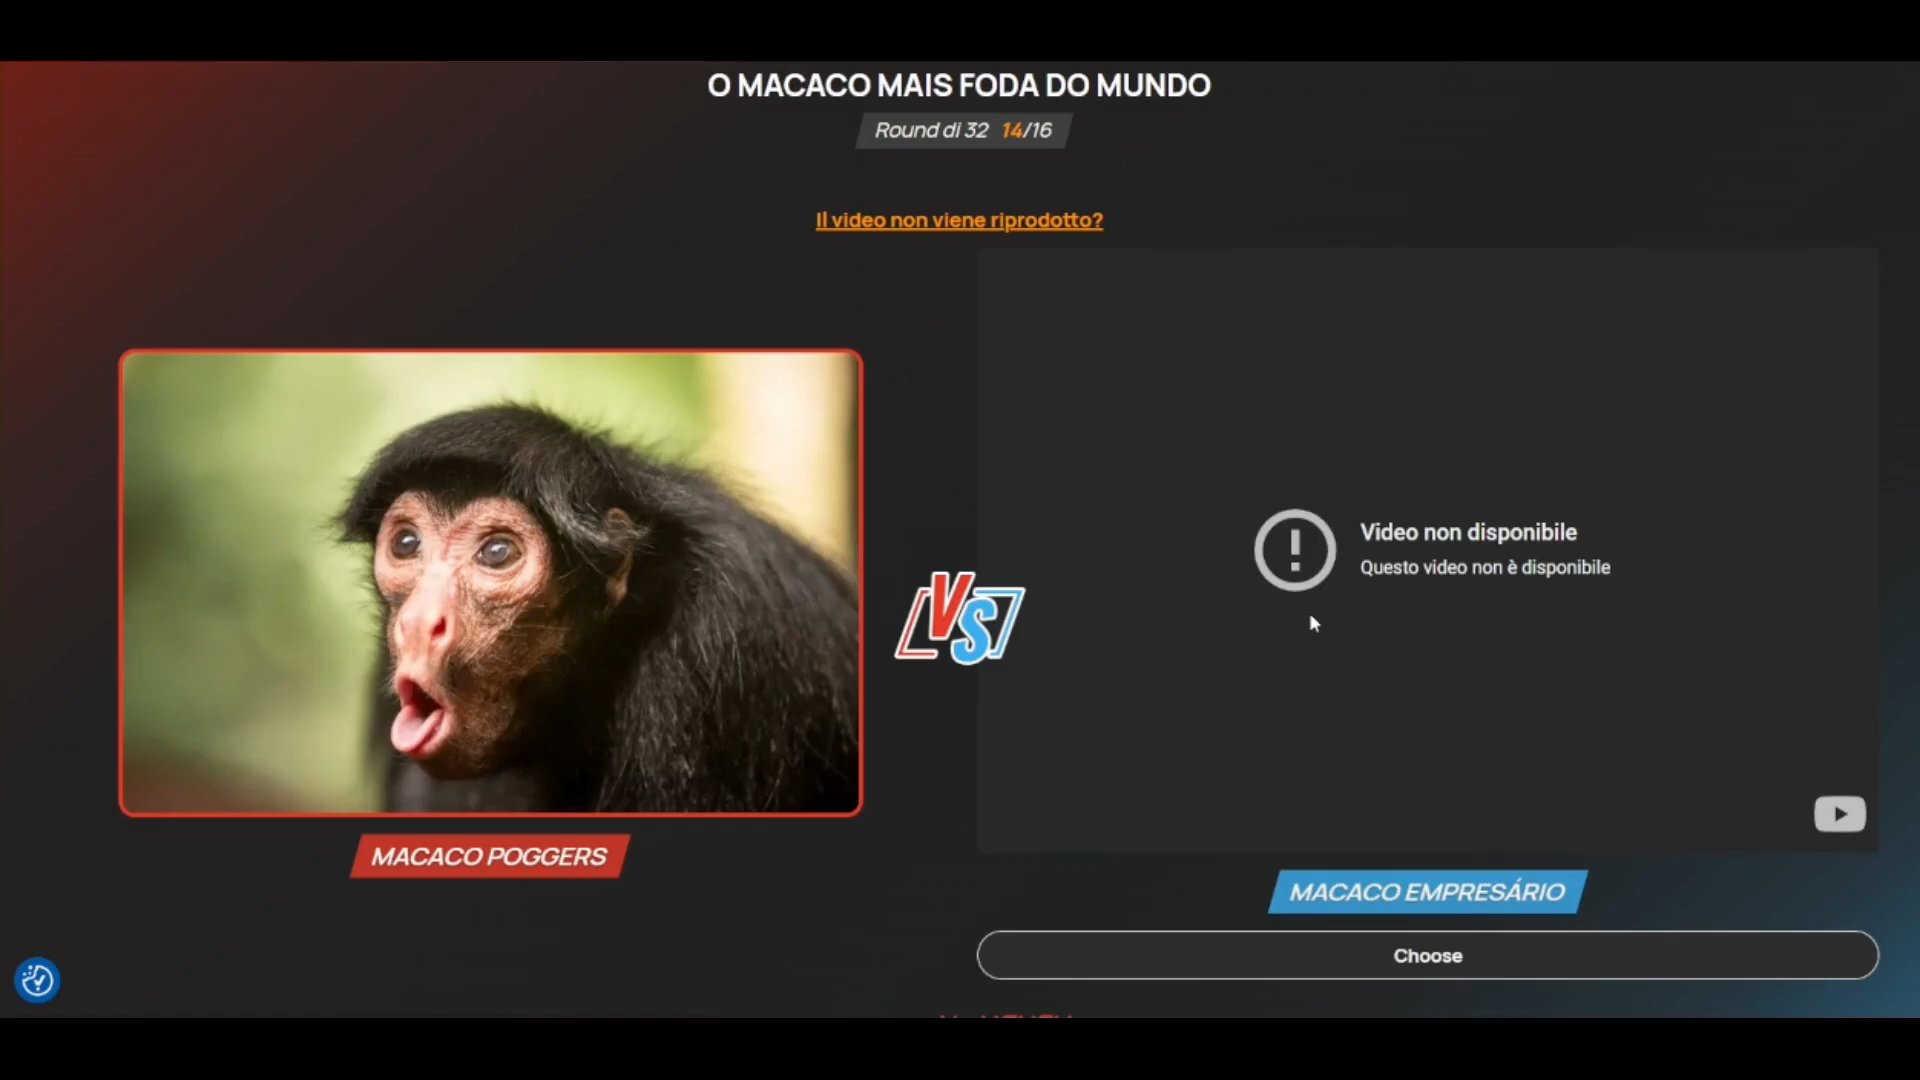 O MACACO MAIS FODA DO MUNDO
Round di 32 14/16
Il video non viene riprodotto?
VS
Video non disponibile
Questo video non è disponibile
MACACO POGGERS
MACACO EMPRESÁRIO
Choose